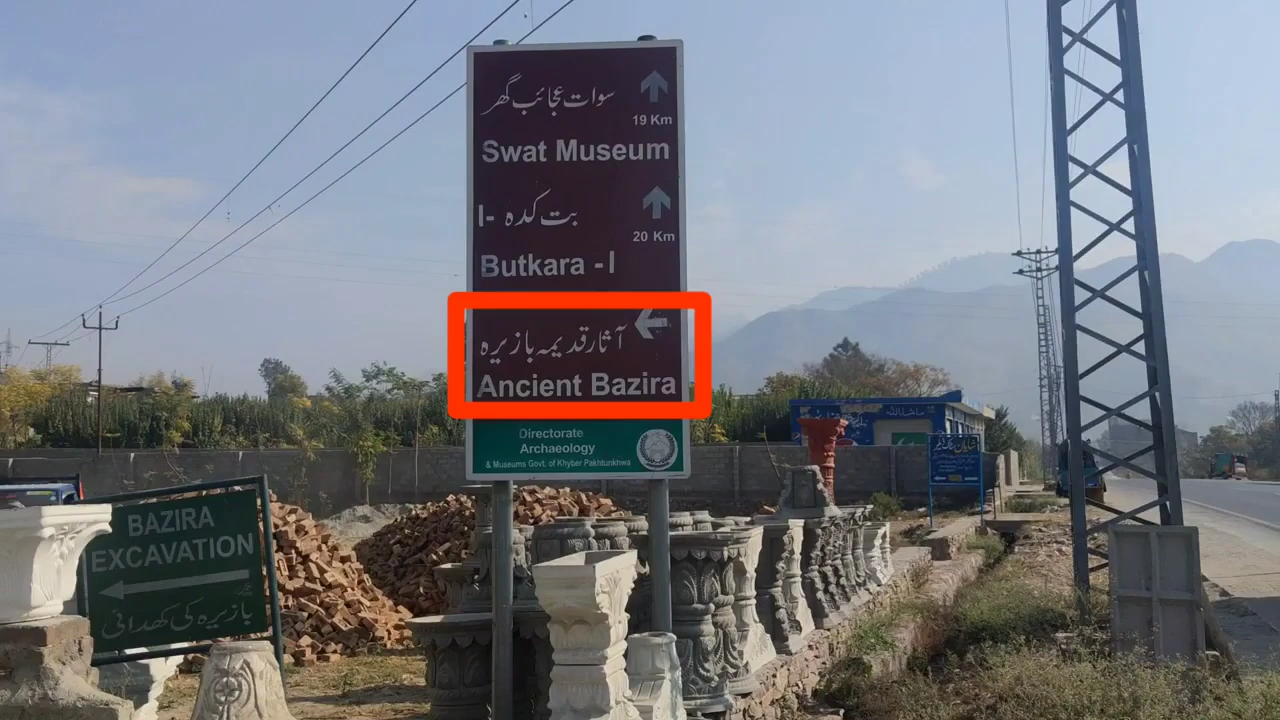 سوات عجائب گھر
19 Km
Swat Museum
بت کدہ -I
20 Km
Butkara -I
آثار قدیمہ بازیرہ
Ancient Bazira
Directorate
Archaeology
& Museums Govt. of Khyber Pakhtunkhwa
BAZIRA
EXCAVATION
بازیرہ کی کھدائی
ماشاءاللہ